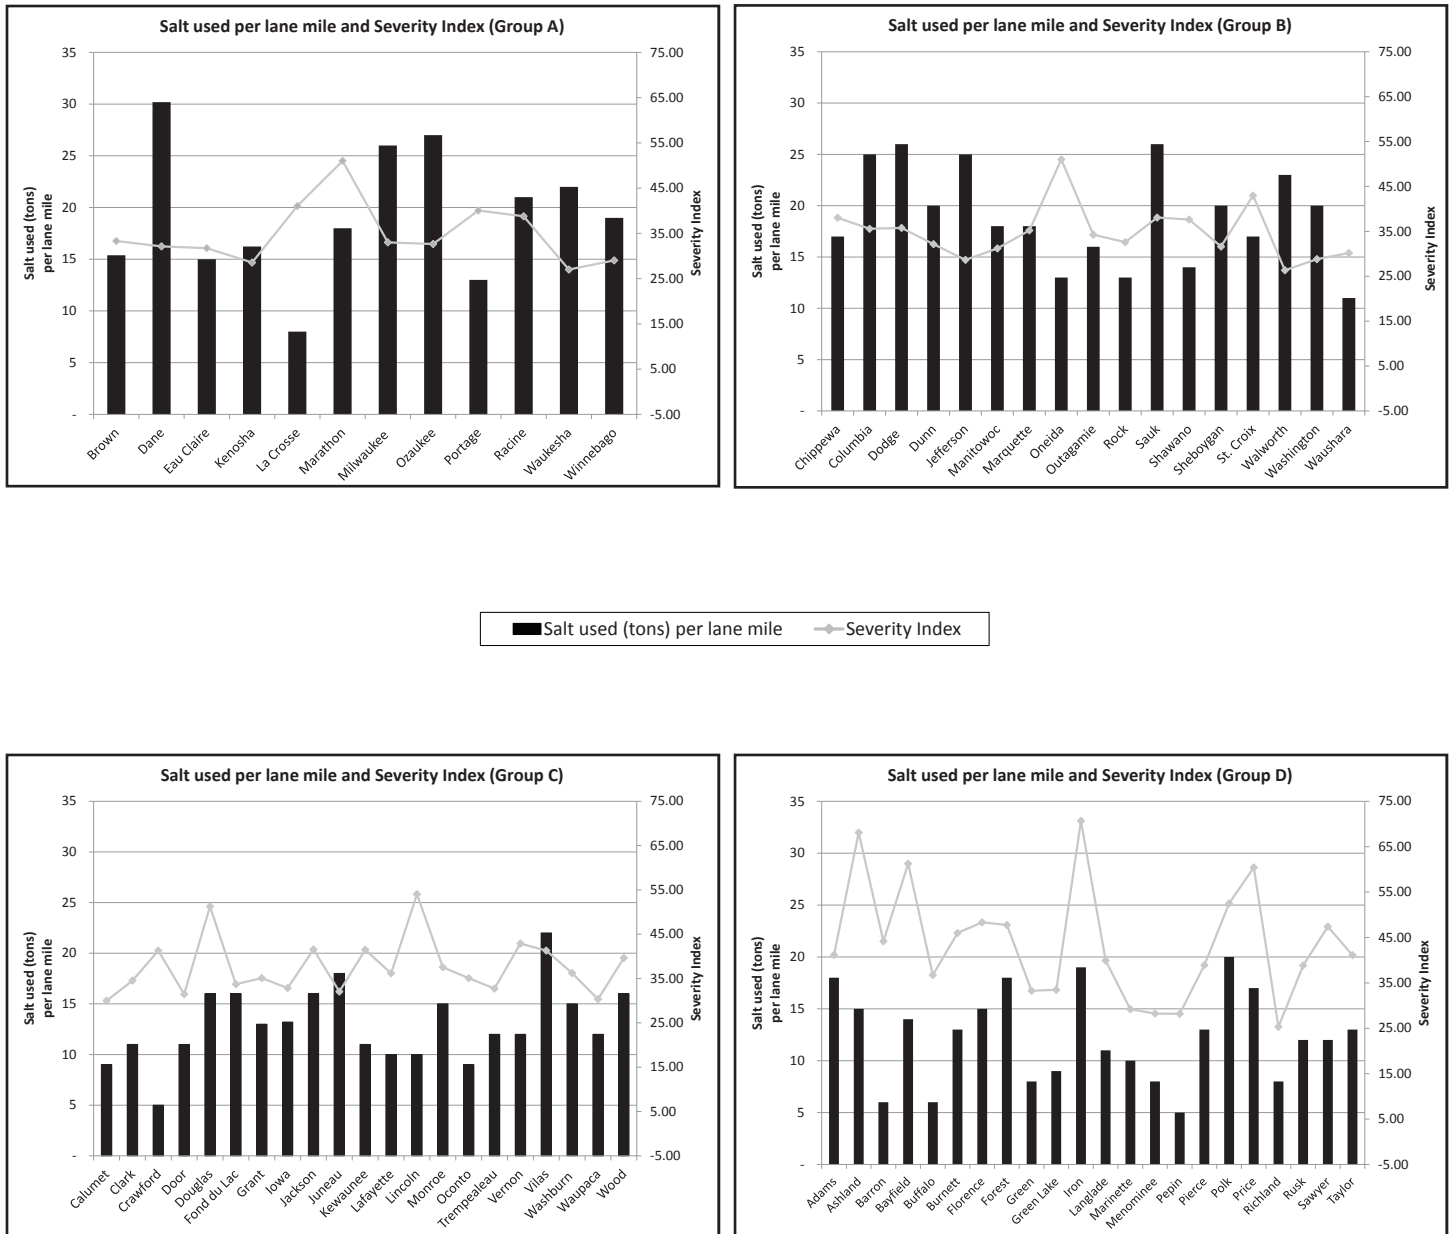 Salt used per lane mile and Severity Index (Group A)
35
30
25
20
15
10
5
-
Salt used (tons)
per lane mile
75.00
65.00
55.00
45.00
35.00
25.00
15.00
5.00
-5.00
Severity Index
Brown
Dane
Eau Claire
Kenosha
La Crosse
Marathon
Milwaukee
Ozaukee
Portage
Racine
Waukesha
Winnebago
Salt used per lane mile and Severity Index (Group B)
35
30
25
20
15
10
5
-
Salt used (tons)
per lane mile
75.00
65.00
55.00
45.00
35.00
25.00
15.00
5.00
-5.00
Severity Index
Chippewa
Columbia
Dodge
Dunn
Jefferson
Manitowoc
Marquette
Oneida
Outagamie
Rock
Sauk
Shawano
Sheboygan
St. Croix
Walworth
Washington
Waushara
Salt used (tons) per lane mile
Severity Index
Salt used per lane mile and Severity Index (Group C)
35
30
25
20
15
10
5
-
Salt used (tons)
per lane mile
75.00
65.00
55.00
45.00
35.00
25.00
15.00
5.00
-5.00
Severity Index
Calumet
Clark
Crawford
Door
Douglas
Fond du Lac
Grant
Iowa
Jackson
Juneau
Kewaunee
Lafayette
Lincoln
Monroe
Oconto
Trempealeau
Vernon
Vilas
Washburn
Waupaca
Wood
Salt used per lane mile and Severity Index (Group D)
35
30
25
20
15
10
5
-
Salt used (tons)
per lane mile
75.00
65.00
55.00
45.00
35.00
25.00
15.00
5.00
-5.00
Severity Index
Adams
Ashland
Barron
Bayfield
Buffalo
Burnett
Florence
Forest
Green
Green Lake
Iron
Langlade
Marinette
Menominee
Pepin
Pierce
Polk
Price
Richland
Rusk
Sawyer
Taylor